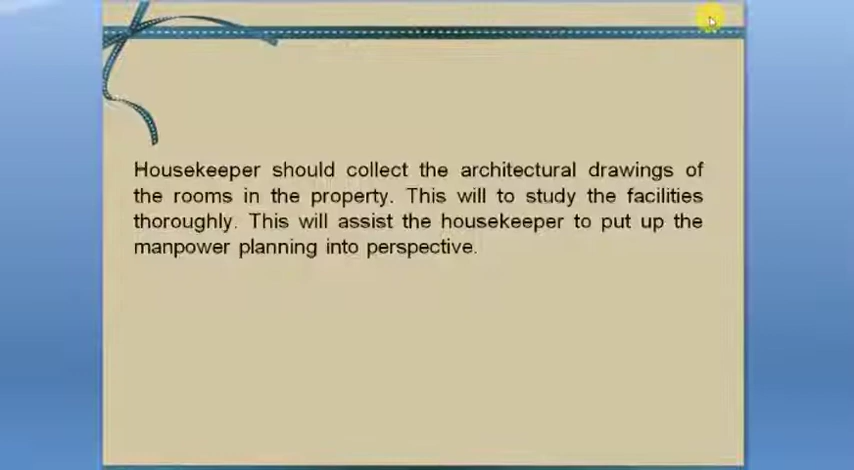 Housekeeper should collect the architectural drawings of
the rooms in the property. This will to study the facilities
thoroughly. This will assist the housekeeper to put up the
manpower planning into perspective.